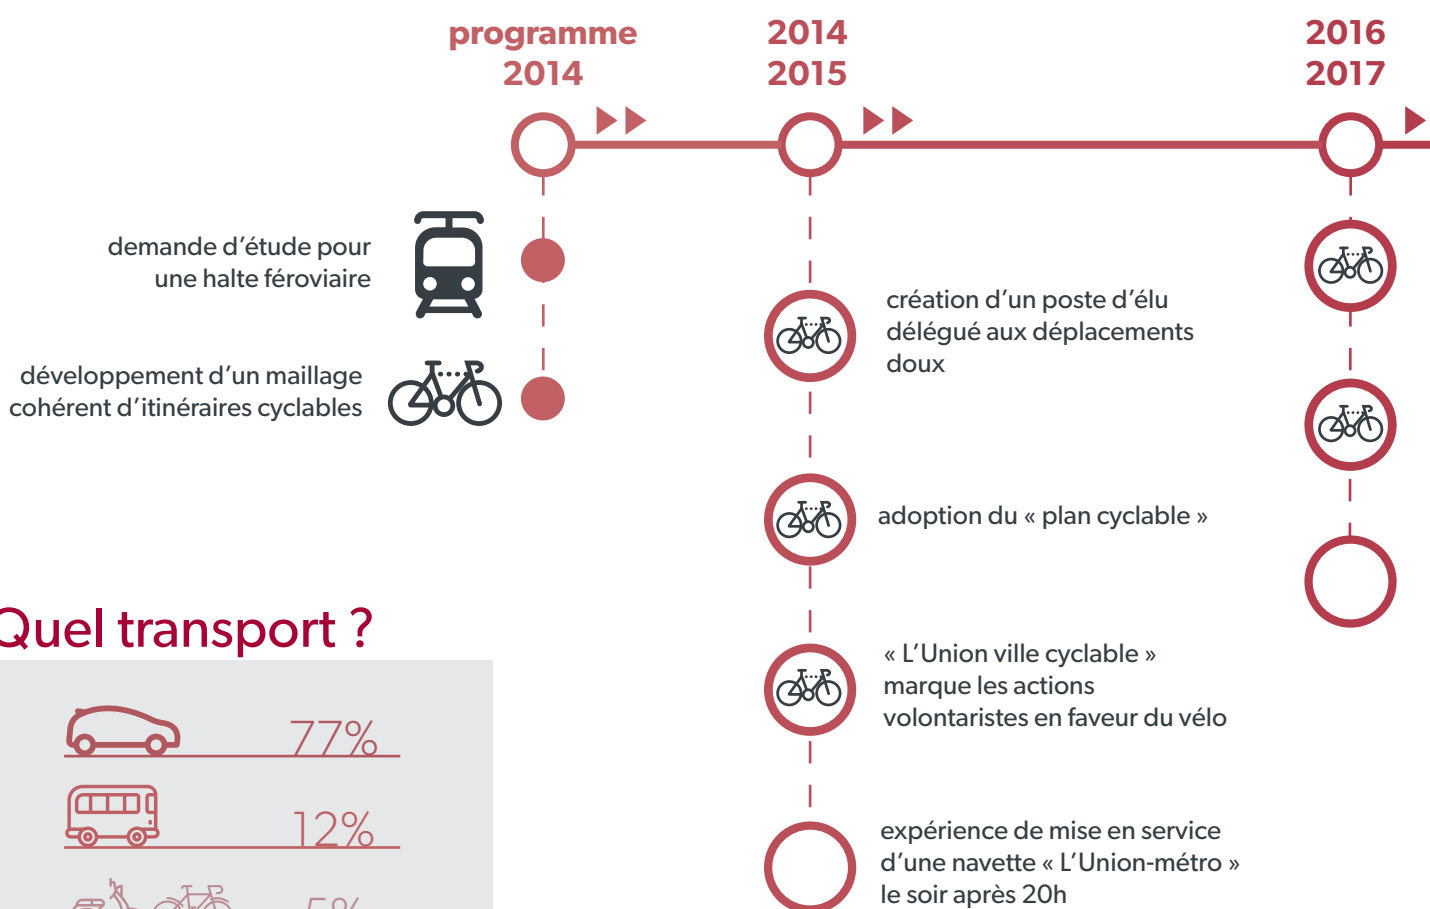 programme
2014
2014
2015
2016
2017
demande d’étude pour
une halte féroviaire
développement d’un maillage
cohérent d’itinéraires cyclables
création d’un poste d’élu
délégué aux déplacements
doux
adoption du « plan cyclable »
« L’Union ville cyclable »
marque les actions
volontaristes en faveur du vélo
expérience de mise en service
d’une navette « L’Union-métro »
le soir après 20h
Quel transport ?
77%
12%
5%